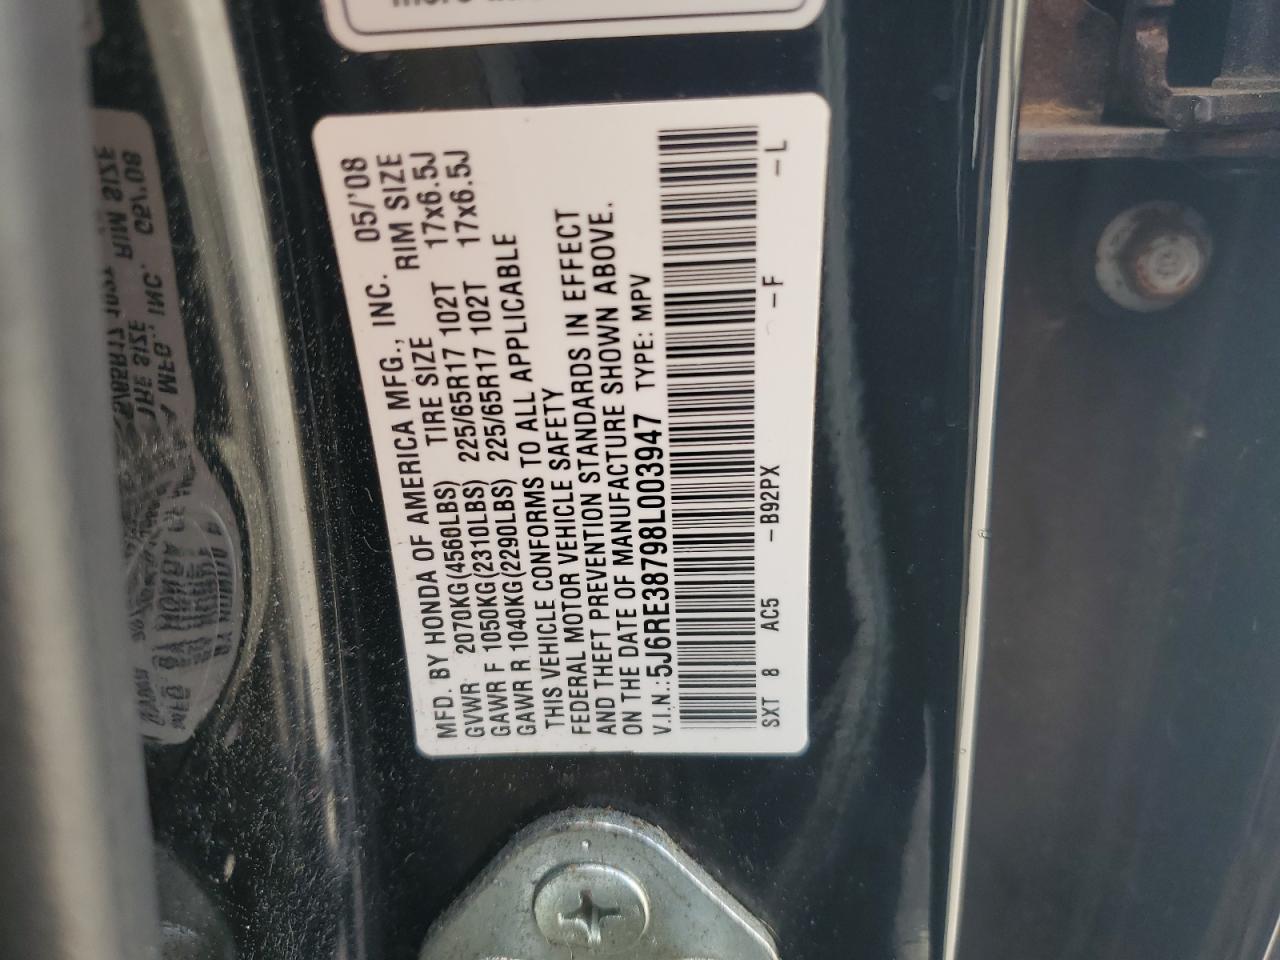 MFD. BY HONDA OF AMERICA MFG., INC. 05/'08
GVWR 2070KG(4560LBS) TIRE SIZE RIM SIZE
GAWR F 1050KG(2310LBS) 225/65R17 102T 17x6.5J
GAWR R 1040KG(2290LBS) 225/65R17 102T 17x6.5J
THIS VEHICLE CONFORMS TO ALL APPLICABLE
FEDERAL MOTOR VEHICLE SAFETY
AND THEFT PREVENTION STANDARDS IN EFFECT
ON THE DATE OF MANUFACTURE SHOWN ABOVE.
V.I.N.:5J6RE38798L003947 TYPE: MPV
SXT 8 AC5 -B92PX -F -L